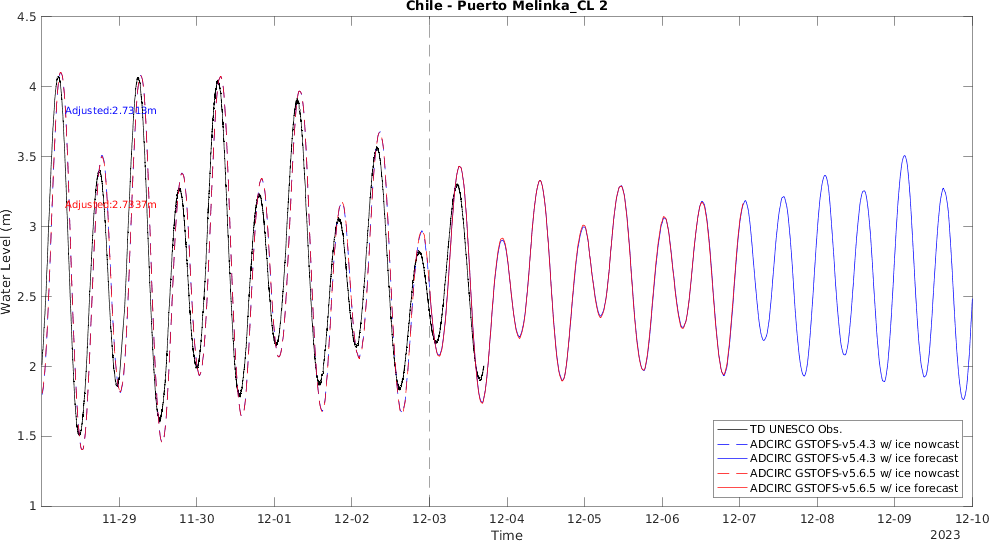 Chile - Puerto Melinka_CL 2
4.5
4
3.5
3
2.5
2
1.5
1
Water Level (m)
Adjusted:2.7313m
Adjusted:2.7337m
TD UNESCO Obs.
ADCIRC GSTOFS-v5.4.3 w/ ice nowcast
ADCIRC GSTOFS-v5.4.3 w/ ice forecast
ADCIRC GSTOFS-v5.6.5 w/ ice nowcast
ADCIRC GSTOFS-v5.6.5 w/ ice forecast
11-29 11-30 12-01 12-02 12-03 12-04 12-05 12-06 12-07 12-08 12-09 12-10
Time
2023